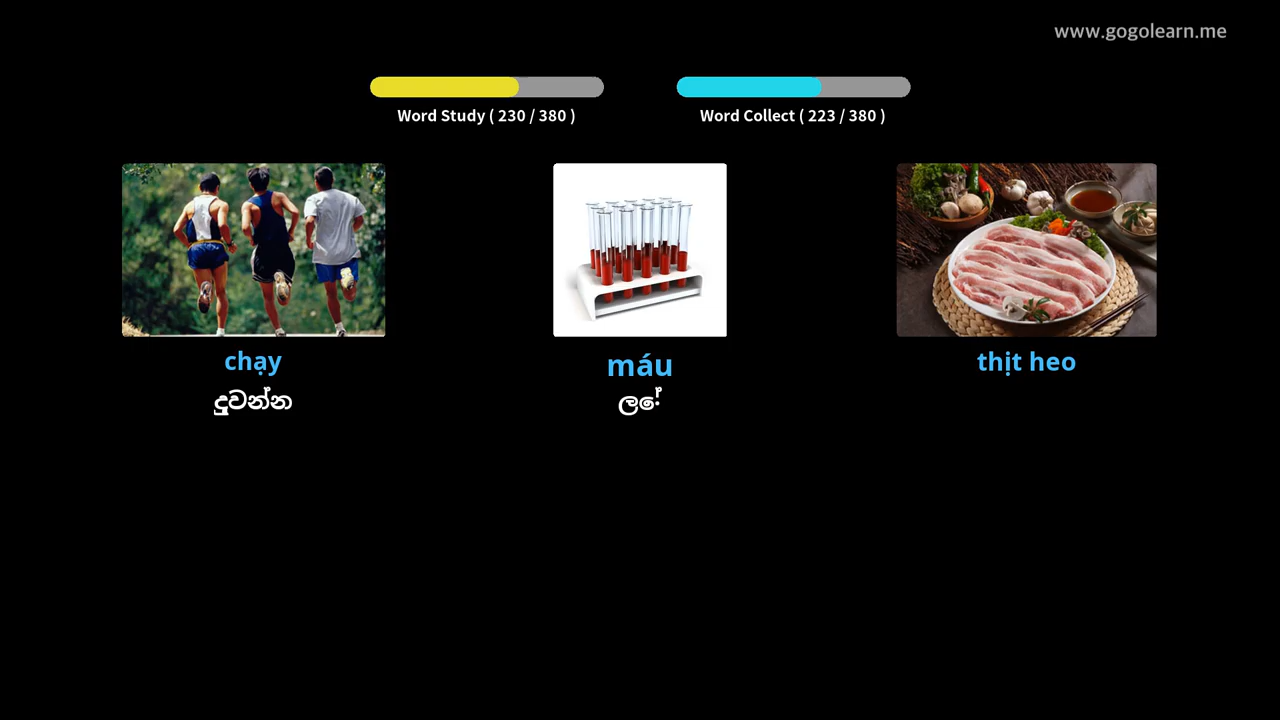 www.gogolearn.me
Word Study ( 230 / 380 )
Word Collect ( 223 / 380 )
chạy
máu
thịt heo
දුවන්න
ලේ